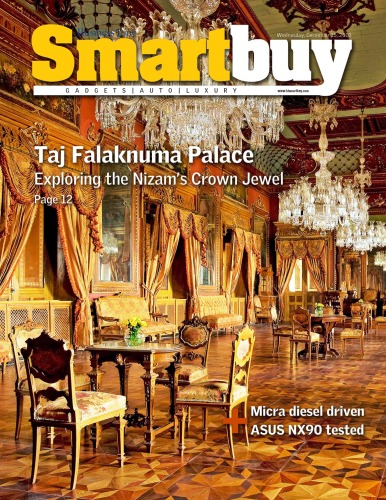 Smartbuy
GADGETS|AUTO|LUXURY
Taj Falaknuma Palace
Exploring the Nizam's Crown Jewel
Page 12
+ Micra diesel driven
ASUS NX90 tested